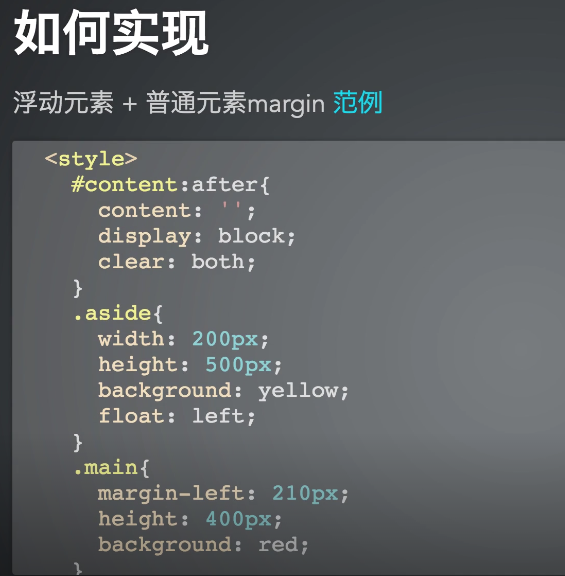 如何实现
浮动元素 + 普通元素margin 范例
<style>
#content:after{
content: '';
display: block;
clear: both;
}
.aside{
width: 200px;
height: 500px;
background: yellow;
float: left;
}
.main{
margin-left: 210px;
height: 400px;
background: red;
}